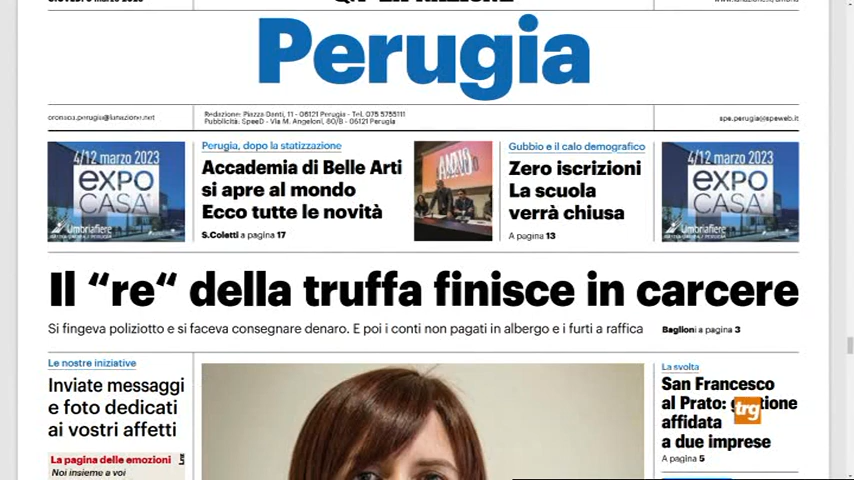 Perugia
cronaca.perugia@lanazione.net
Redazione: Piazza Danti, 11 - 06121 Perugia - Tel. 075 5755111
Pubblicità: SpeeD - Via M. Angeloni, 80/B - 06121 Perugia
spe.perugia@speweb.it
4/12 marzo 2023
EXPO
CASA
Umbriafiere
Perugia, dopo la statizzazione
Accademia di Belle Arti
si apre al mondo
Ecco tutte le novità
S.Coletti a pagina 17
Gubbio e il calo demografico
Zero iscrizioni
La scuola
verrà chiusa
A pagina 13
4/12 marzo 2023
EXPO
CASA
Umbriafiere
Il “re“ della truffa finisce in carcere
Si fingeva poliziotto e si faceva consegnare denaro. E poi i conti non pagati in albergo e i furti a raffica
Baglioni a pagina 3
Le nostre iniziative
Inviate messaggi
e foto dedicati
ai vostri affetti
La pagina delle emozioni
Noi insieme a voi
La svolta
San Francesco
al Prato: gestione
affidata
a due imprese
A pagina 5
trg